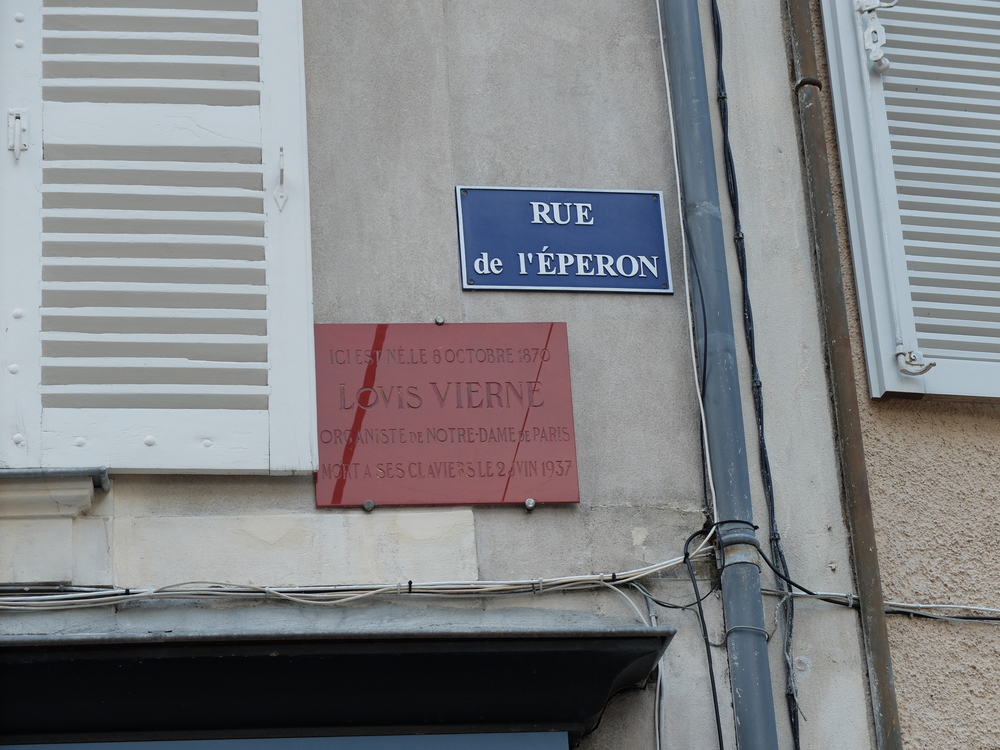 RUE
de l'ÉPERON
ICI EST NÉ, LE 8 OCTOBRE 1870
LOVIS VIERNE
ORGANISTE DE NOTRE-DAME DE PARIS
MORT A SES CLAVIERS LE 2 JVIN 1937